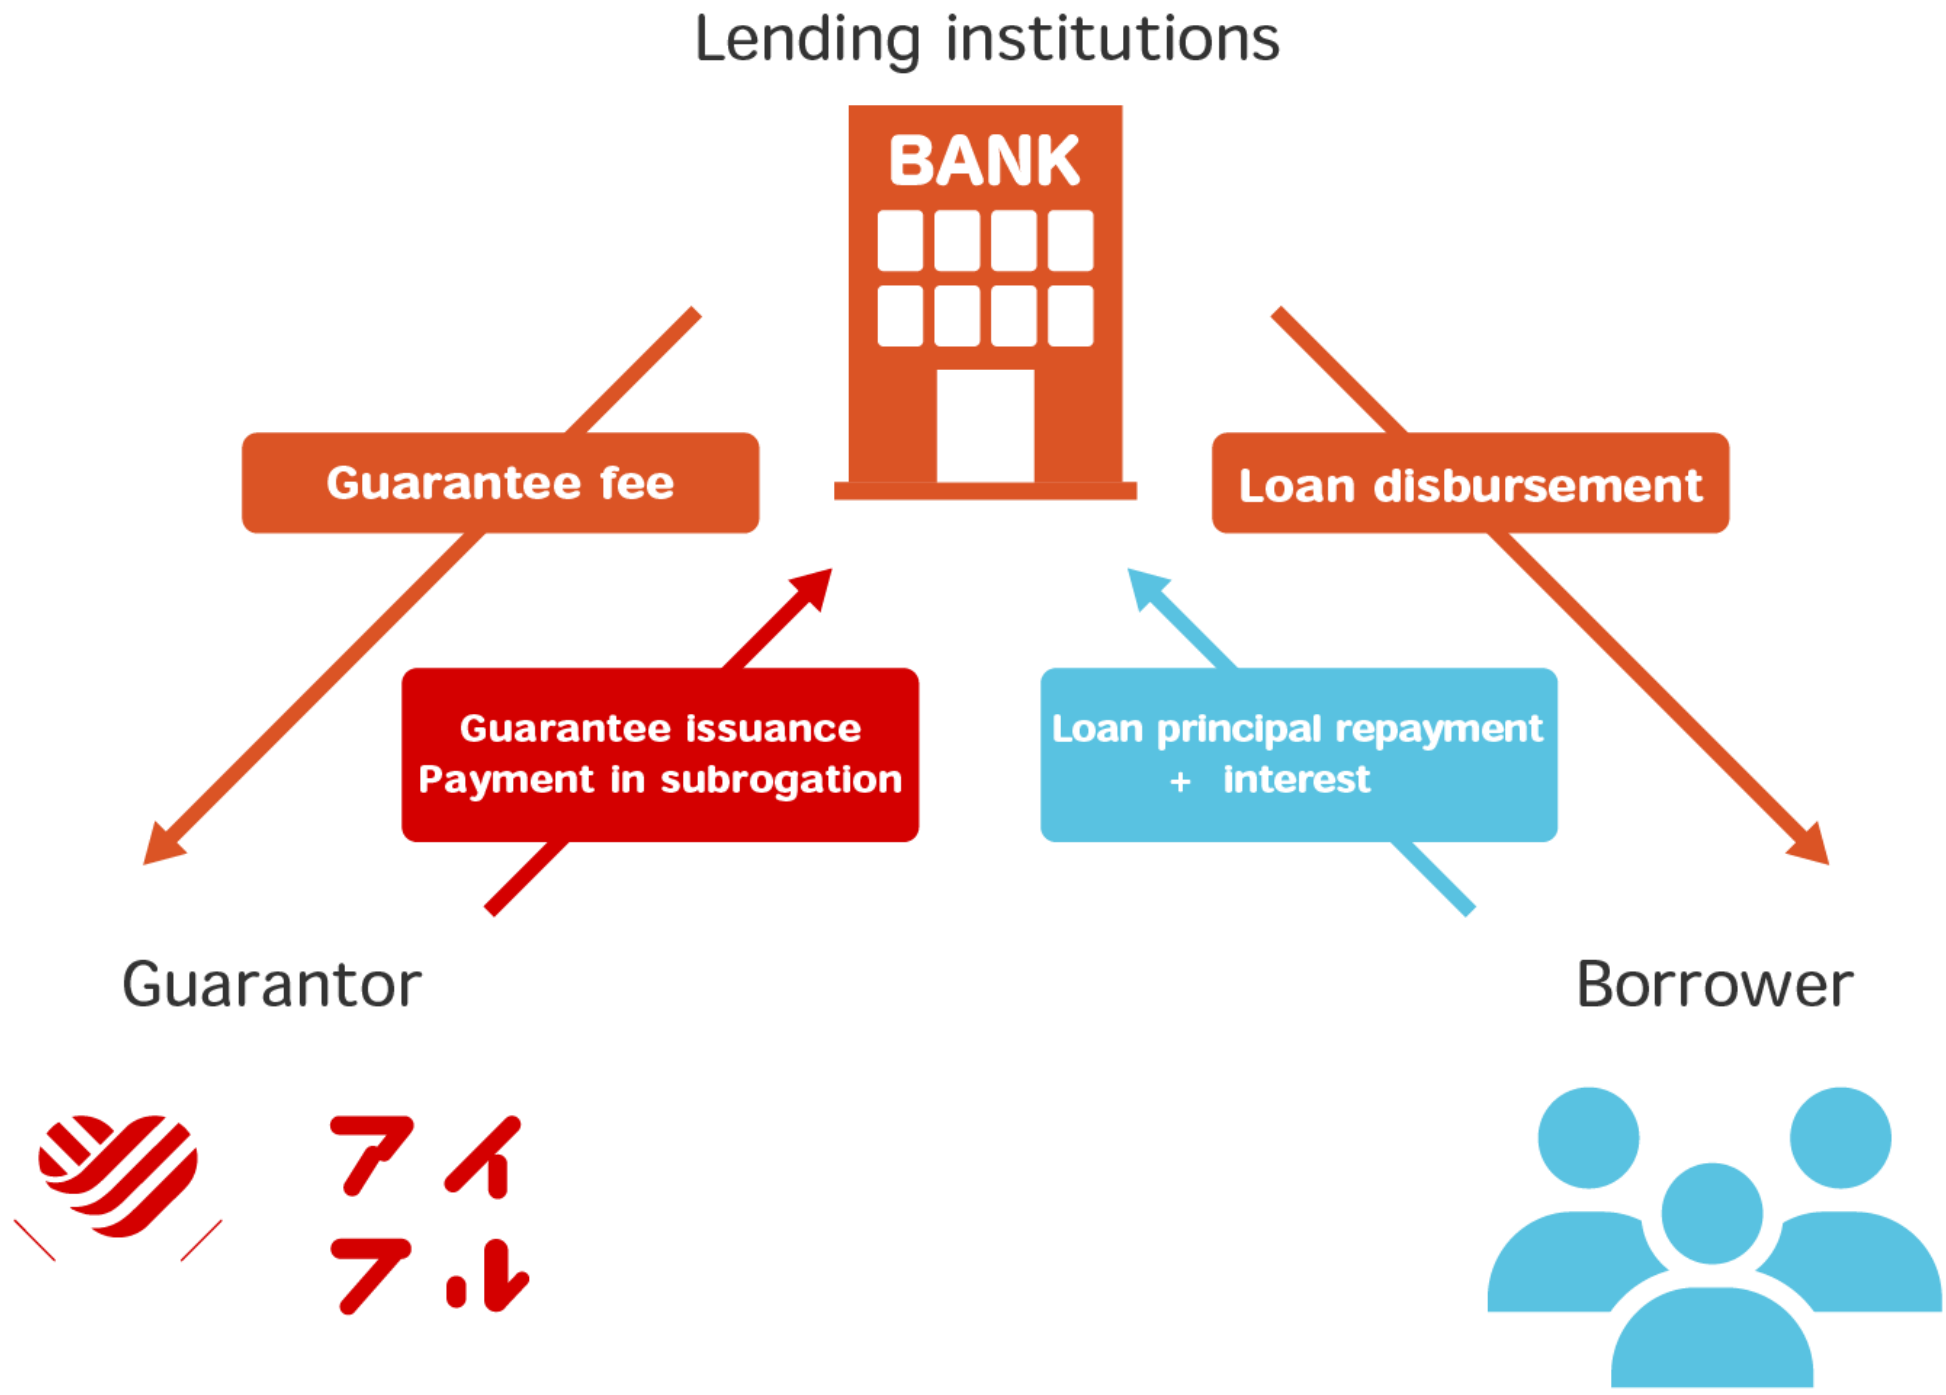 Lending institutions
BANK
Guarantee fee
Loan disbursement
Guarantee issuance
Payment in subrogation
Loan principal repayment
+ interest
Guarantor
Borrower
アイ
フル